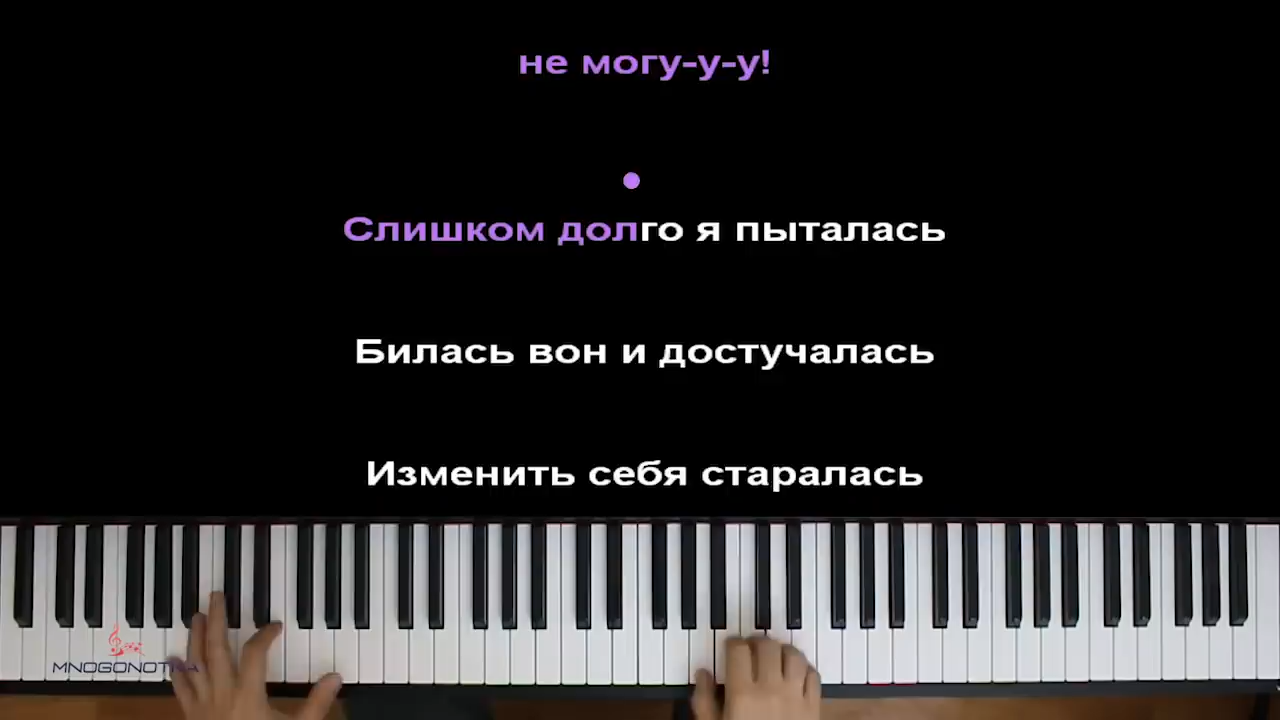 не могу-у-у!
Слишком долго я пыталась
Билась вон и достучалась
Изменить себя старалась
MNOGONOTKA